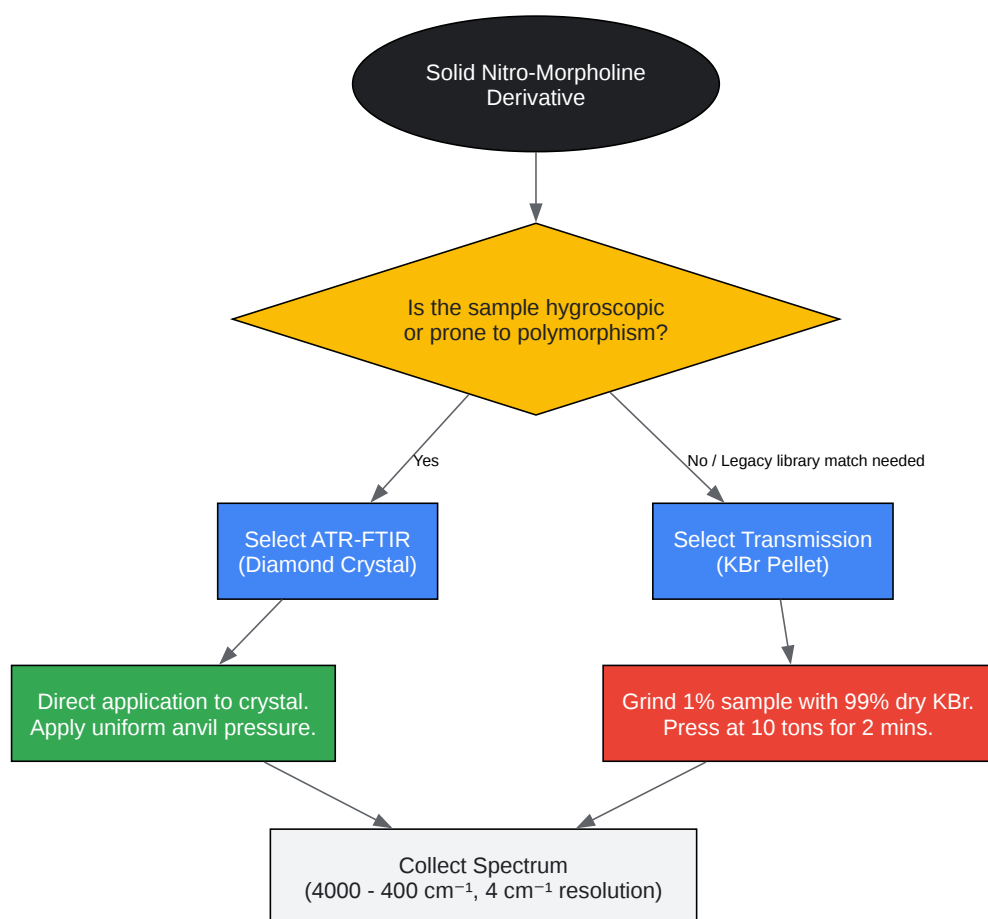 Solid Nitro-Morpholine
Derivative
Is the sample hygroscopic
or prone to polymorphism?
Yes
No / Legacy library match needed
Select ATR-FTIR
(Diamond Crystal)
Select Transmission
(KBr Pellet)
Direct application to crystal.
Apply uniform anvil pressure.
Grind 1% sample with 99% dry KBr.
Press at 10 tons for 2 mins.
Collect Spectrum
(4000 - 400 cm⁻¹, 4 cm⁻¹ resolution)